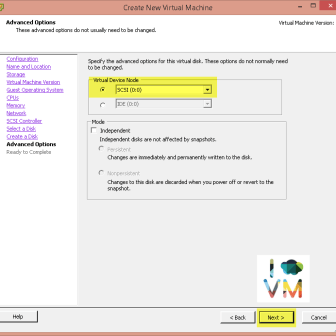 Create New Virtual Machine
Advanced Options
These advanced options do not usually need to be changed.
Virtual Machine Version:
Configuration
Name and Location
Storage
Virtual Machine Version
Guest Operating System
CPUs
Memory
Network
SCSI Controller
Select a Disk
Create a Disk
Advanced Options
Ready to Complete
Specify the advanced options for this virtual disk. These options do not normally need
to be changed.
Virtual Device Node
SCSI (0:0)
IDE (0:0)
Mode
Independent
Independent disks are not affected by snapshots.
Persistent
Changes are immediately and permanently written to the disk.
Nonpersistent
Changes to this disk are discarded when you power off or revert to the
snapshot.
I
VM
Help
< Back
Next >
Cancel